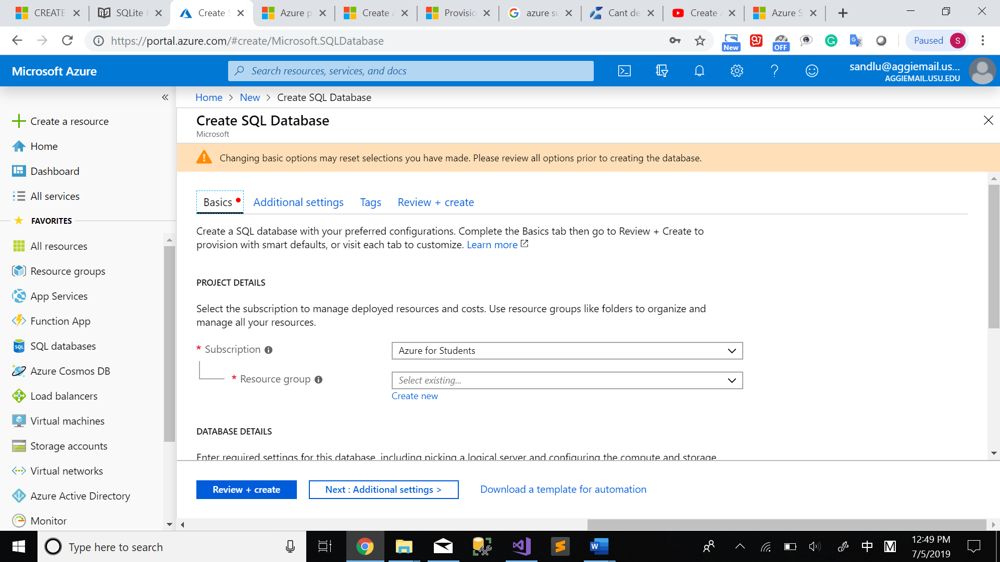 CREATE
SQLite
Create S
Azure p
Create a
Provisio
azure su
Cant de
Create A
Azure S
https://portal.azure.com/#create/Microsoft.SQLDatabase
New
OFF
Paused
S
Microsoft Azure
Search resources, services, and docs
sandlu@aggiemail.us...
AGGIEMAIL.USU.EDU
Home > New > Create SQL Database
Create SQL Database
Microsoft
Changing basic options may reset selections you have made. Please review all options prior to creating the database.
Create a resource
Home
Dashboard
All services
FAVORITES
All resources
Resource groups
App Services
Function App
SQL databases
Azure Cosmos DB
Load balancers
Virtual machines
Storage accounts
Virtual networks
Azure Active Directory
Monitor
Basics
Additional settings
Tags
Review + create
Create a SQL database with your preferred configurations. Complete the Basics tab then go to Review + Create to
provision with smart defaults, or visit each tab to customize. Learn more
PROJECT DETAILS
Select the subscription to manage deployed resources and costs. Use resource groups like folders to organize and
manage all your resources.
* Subscription
Azure for Students
* Resource group
Select existing...
Create new
DATABASE DETAILS
Enter required settings for this database, including picking a logical server and configuring the compute and storage
Review + create
Next : Additional settings >
Download a template for automation
Type here to search
中
M
12:49 PM
7/5/2019